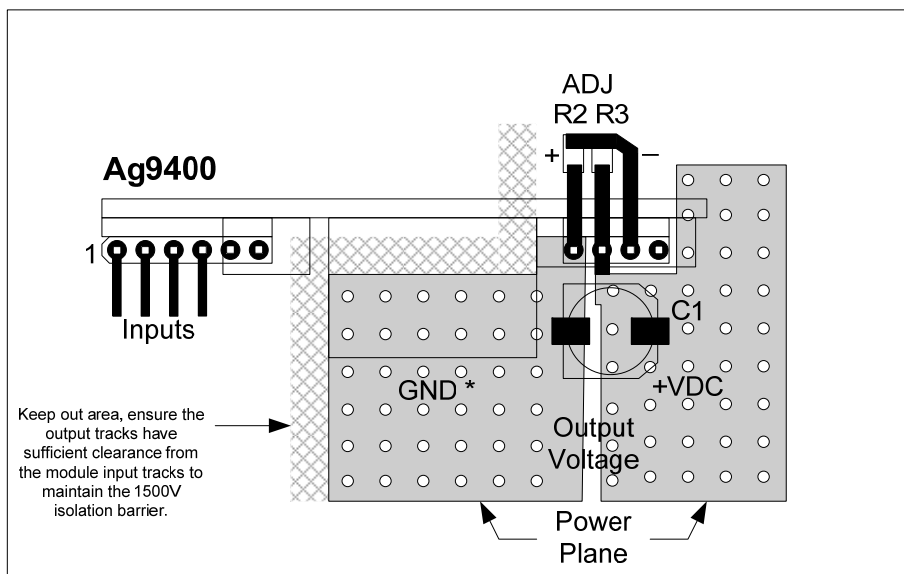 ADJ
R2 R3
+ –
Ag9400
1
Inputs
C1
GND *
+VDC
Keep out area, ensure the
output tracks have
sufficient clearance from
the module input tracks to
maintain the 1500V
isolation barrier.
Output
Voltage
Power
Plane